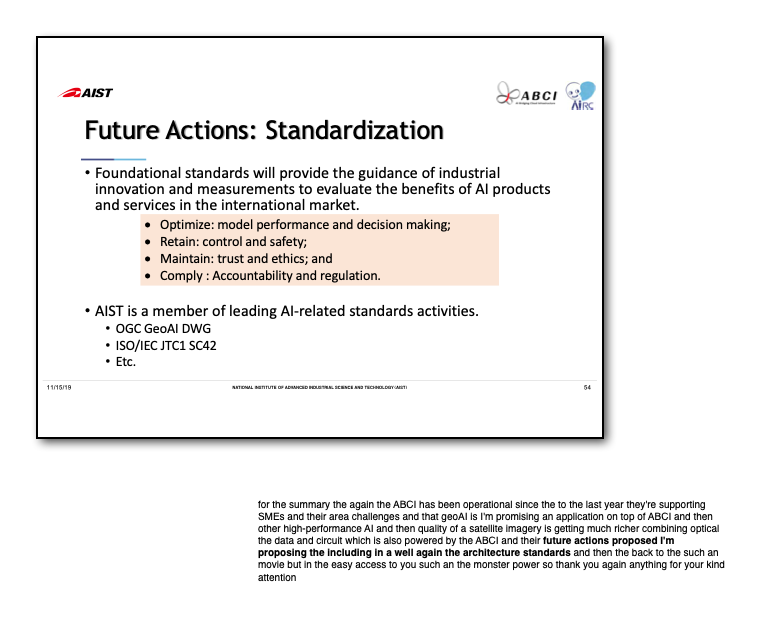 AIST
ABCI
AIRC
Future Actions: Standardization
• Foundational standards will provide the guidance of industrial
innovation and measurements to evaluate the benefits of AI products
and services in the international market.
• Optimize: model performance and decision making;
• Retain: control and safety;
• Maintain: trust and ethics; and
• Comply : Accountability and regulation.
• AIST is a member of leading AI-related standards activities.
• OGC GeoAI DWG
• ISO/IEC JTC1 SC42
• Etc.
11/15/19
NATIONAL INSTITUTE OF ADVANCED INDUSTRIAL SCIENCE AND TECHNOLOGY (AIST)
54
for the summary the again the ABCI has been operational since the to the last year they're supporting
SMEs and their area challenges and that geoAI is I'm promising an application on top of ABCI and then
other high-performance AI and then quality of a satellite imagery is getting much richer combining optical
the data and circuit which is also powered by the ABCI and their future actions proposed I'm
proposing the including in a well again the architecture standards and then the back to the such an
movie but in the easy access to you such an the monster power so thank you again anything for your kind
attention